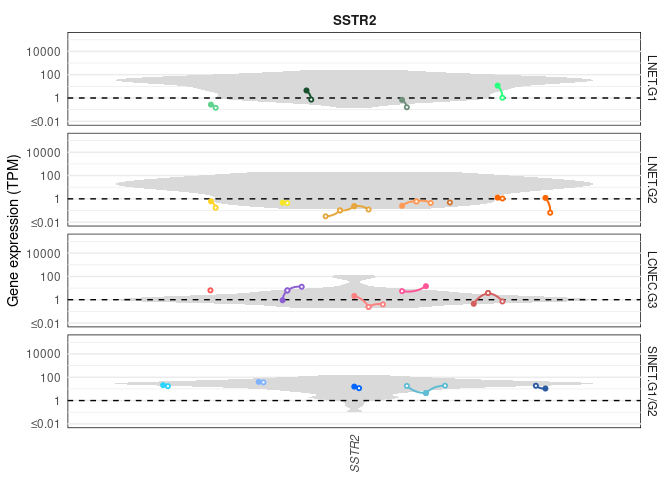 SSTR2
Gene expression (TPM)
10000
100
1
≤0.01
LNET.G1
10000
100
1
≤0.01
LNET.G2
10000
100
1
≤0.01
LCNEC.G3
10000
100
1
≤0.01
SINET.G1/G2
SSTR2